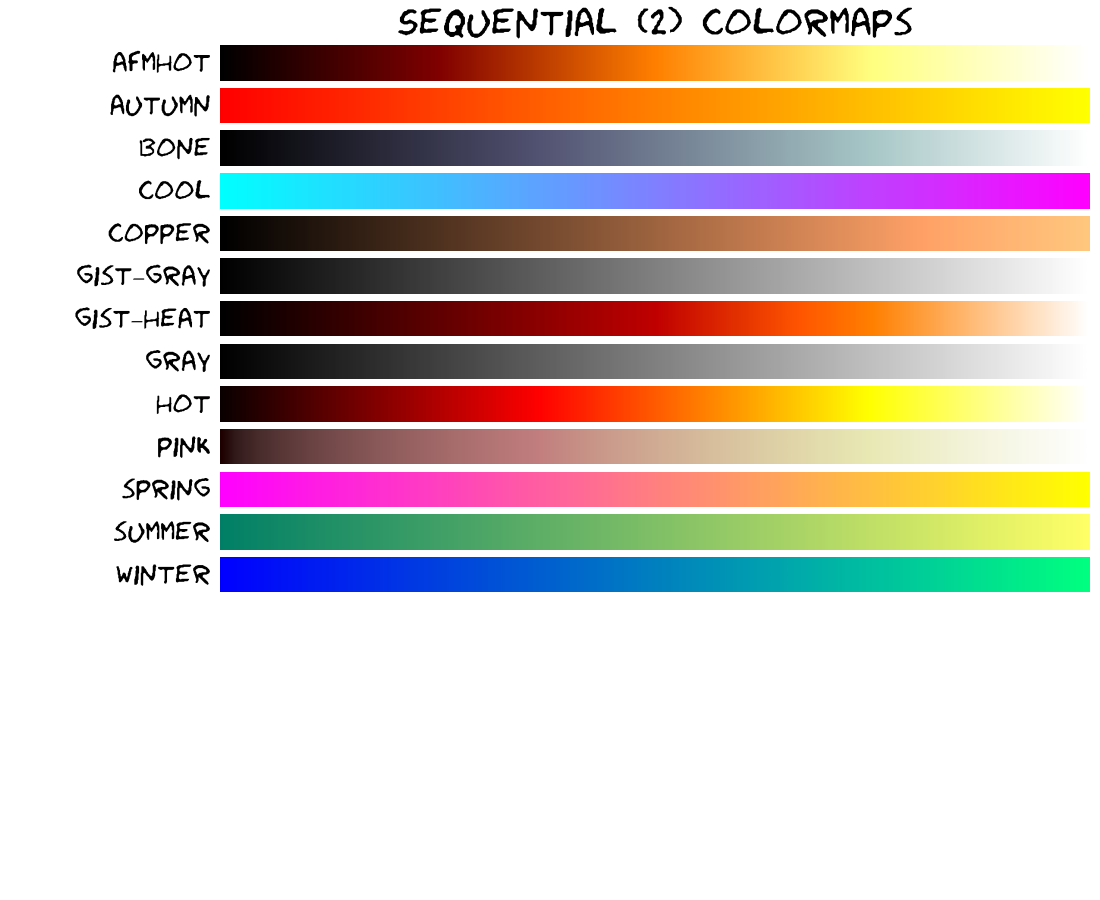 SEQUENTIAL (2) COLORMAPS
AFMHOT
AUTUMN
BONE
COOL
COPPER
GIST-GRAY
GIST-HEAT
GRAY
HOT
PINK
SPRING
SUMMER
WINTER